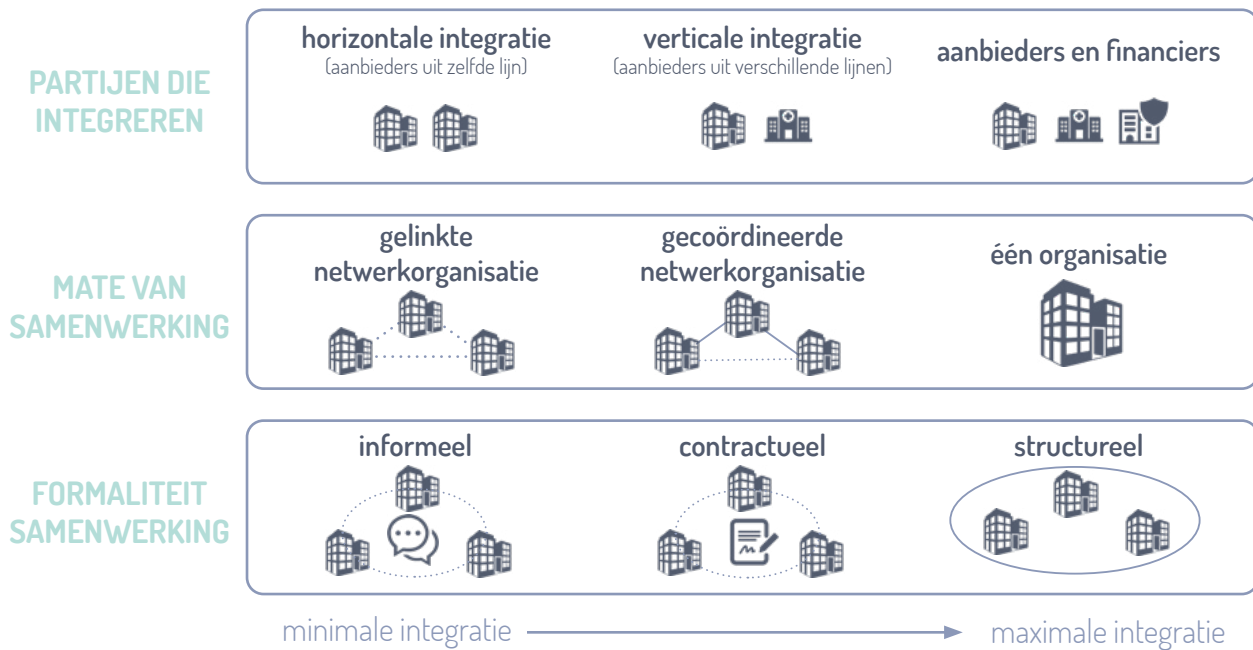 PARTIJEN DIE
INTEGREREN
horizontale integratie
(aanbieders uit zelfde lijn)
verticale integratie
(aanbieders uit verschillende lijnen)
aanbieders en financiers
MATE VAN
SAMENWERKING
gelinkte
netwerkorganisatie
gecoördineerde
netwerkorganisatie
één organisatie
FORMALITEIT
SAMENWERKING
informeel
contractueel
structureel
minimale integratie
maximale integratie